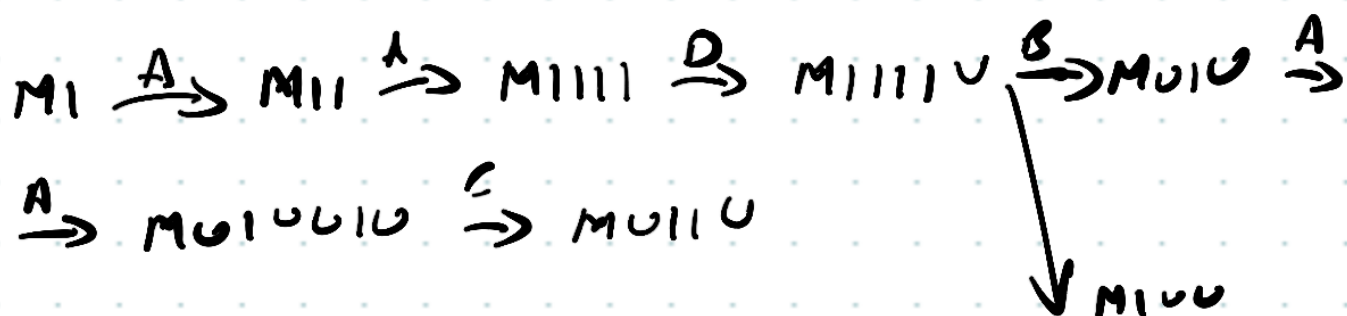 MI A→ MII A→ MIIII D→ MIIIIU B→ MUIU A→
A→ MUIUUIU C→ MUIIU
MIUU